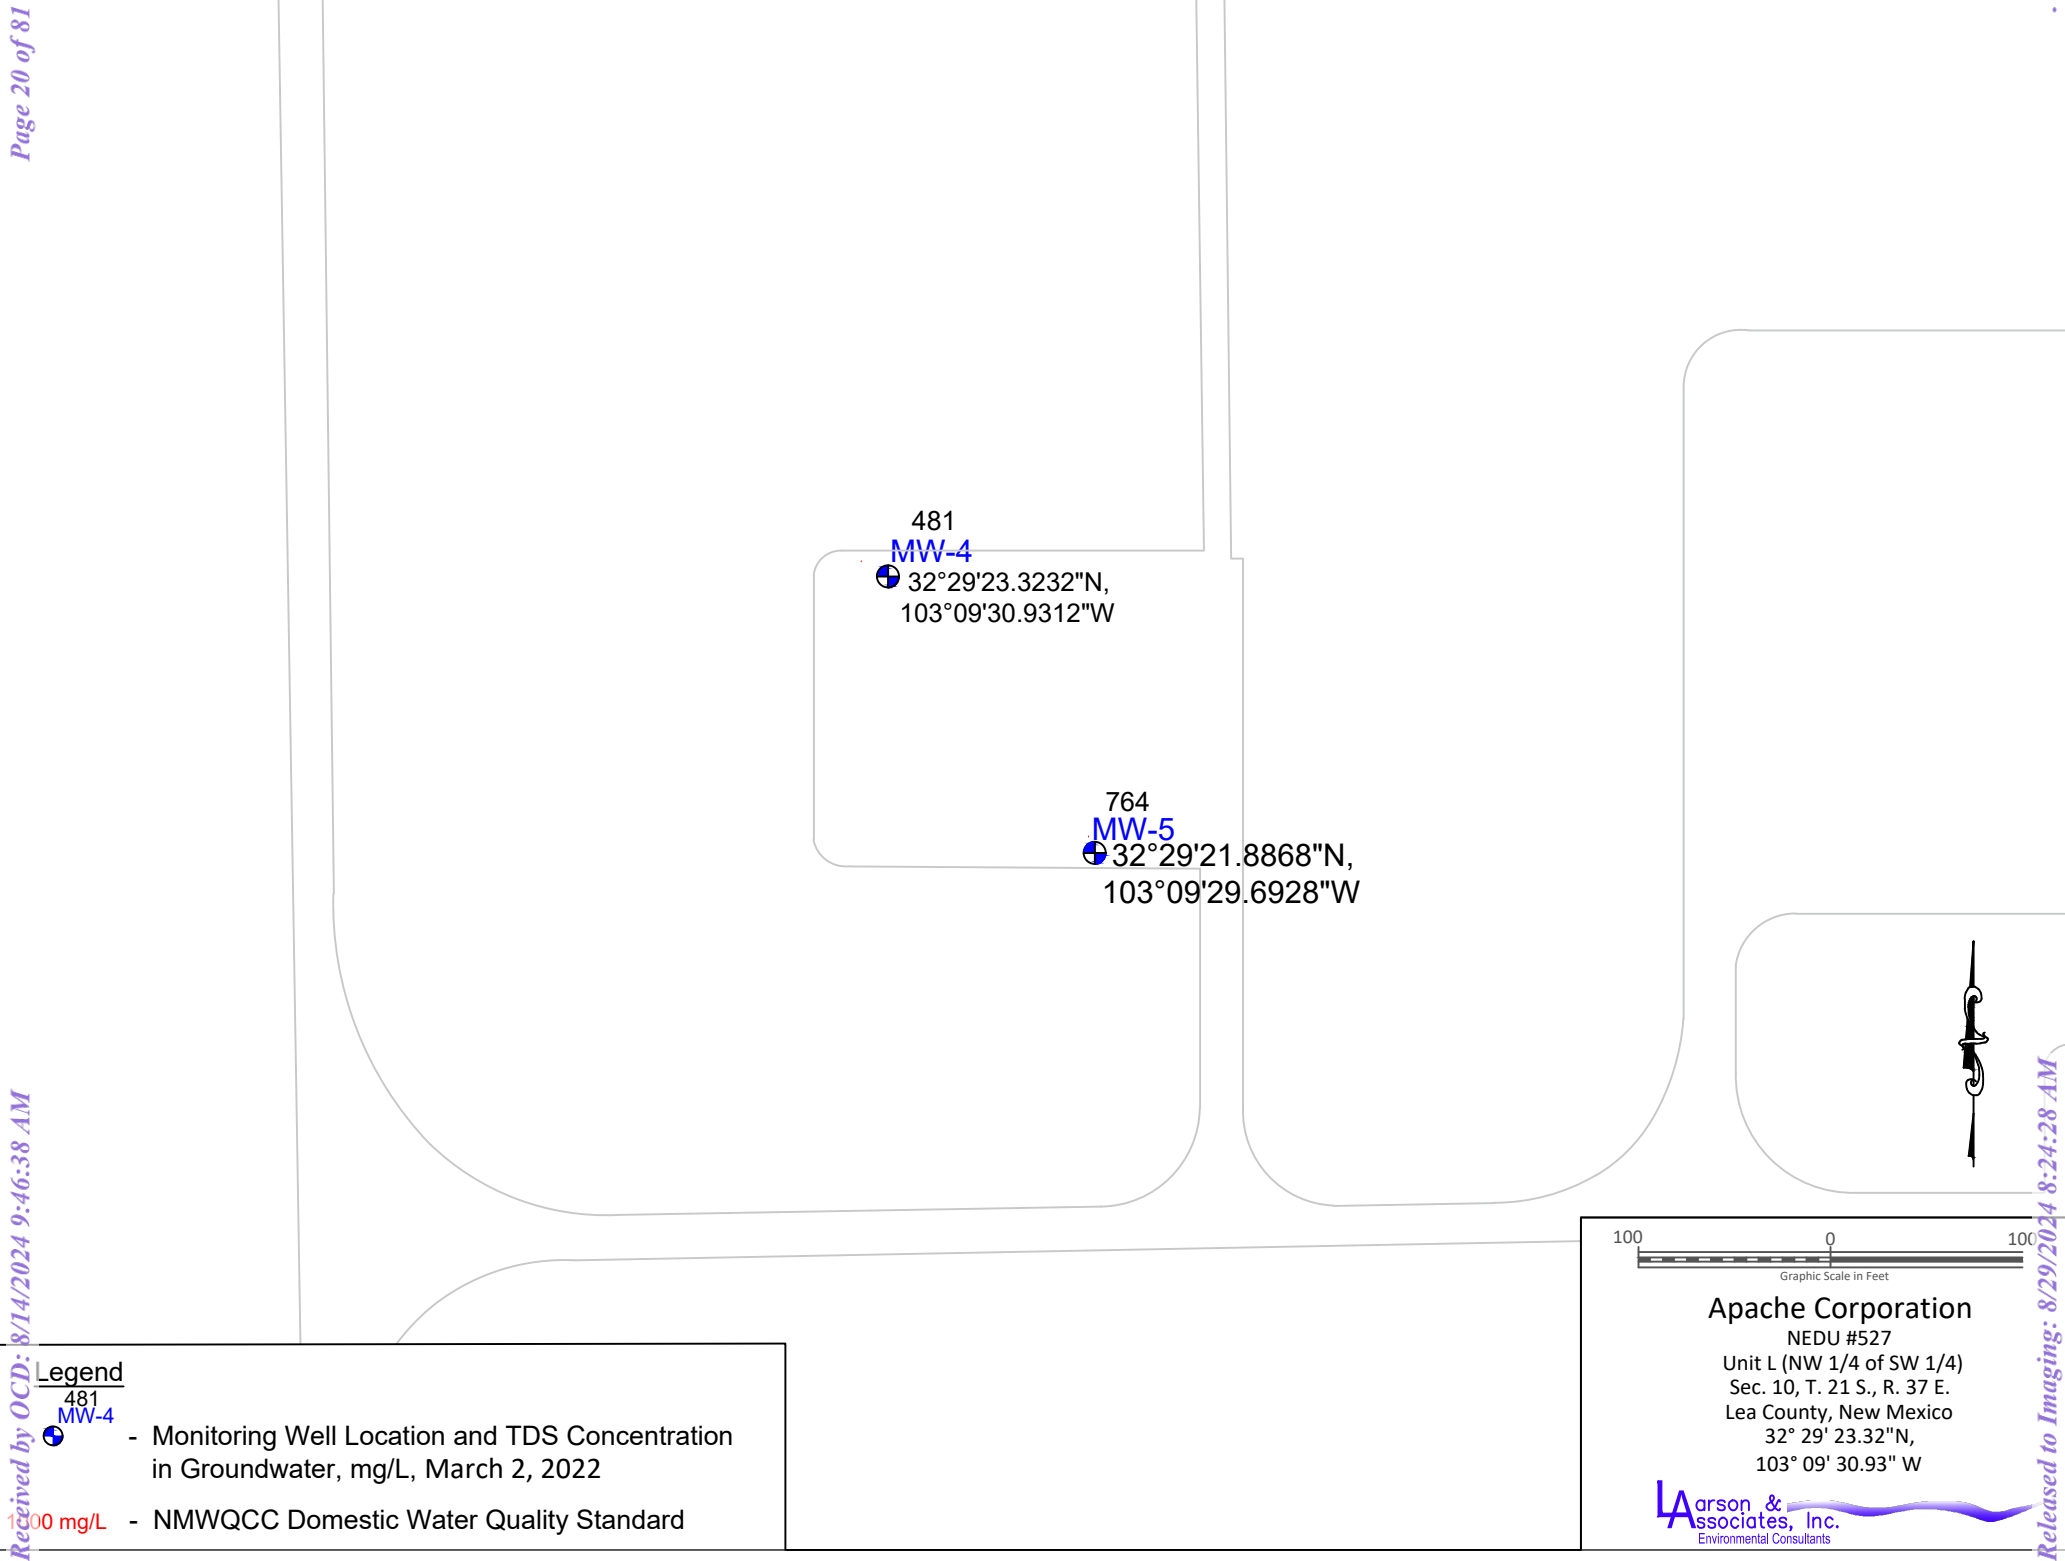 Page 20 of 81
481
MW-4
32°29'23.3232"N,
103°09'30.9312"W
764
MW-5
32°29'21.8868"N,
103°09'29.6928"W
Received by OCD: 8/14/2024 9:46:38 AM
Released to Imaging: 8/29/2024 8:24:28 AM
Legend
481
MW-4
- Monitoring Well Location and TDS Concentration
in Groundwater, mg/L, March 2, 2022
mg/L - NMWQCC Domestic Water Quality Standard
100 0 100
Graphic Scale in Feet
Apache Corporation
NEDU #527
Unit L (NW 1/4 of SW 1/4)
Sec. 10, T. 21 S., R. 37 E.
Lea County, New Mexico
32° 29' 23.32"N,
103° 09' 30.93" W
Larson &
Associates, Inc.
Environmental Consultants